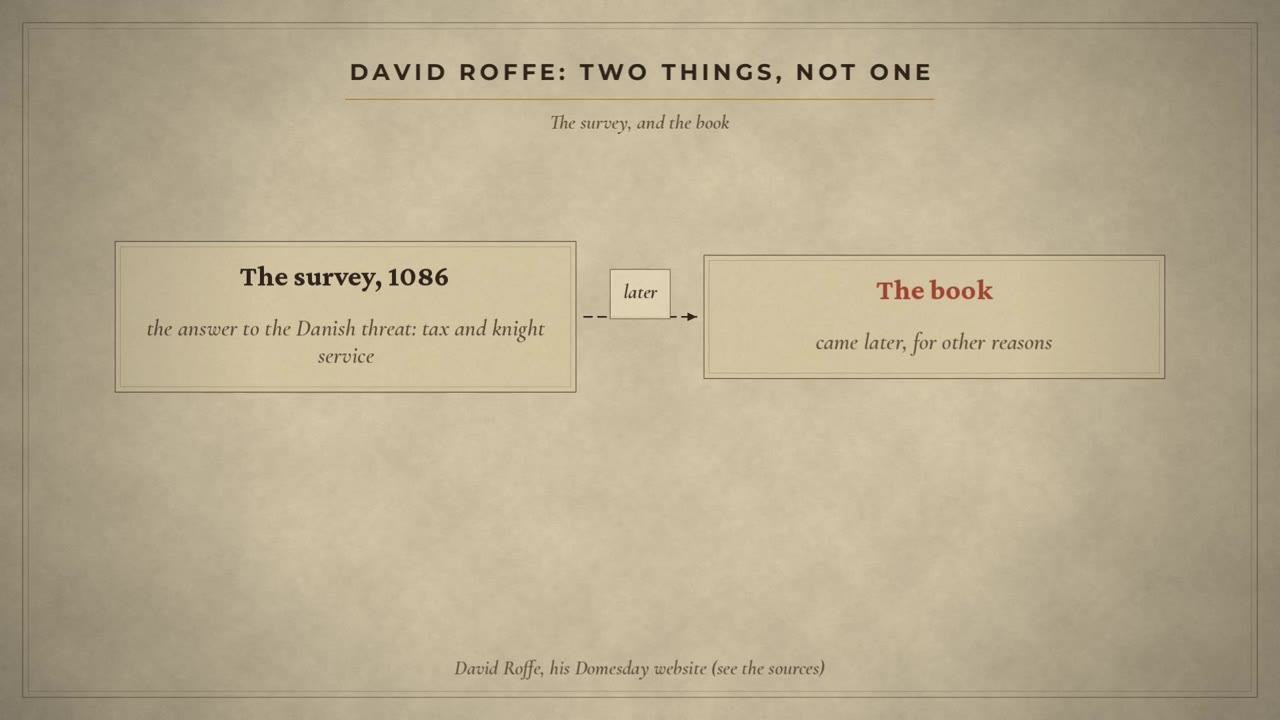 DAVID ROFFE: TWO THINGS, NOT ONE
The survey, and the book
The survey, 1086
the answer to the Danish threat: tax and knight
service
later
The book
came later, for other reasons
David Roffe, his Domesday website (see the sources)